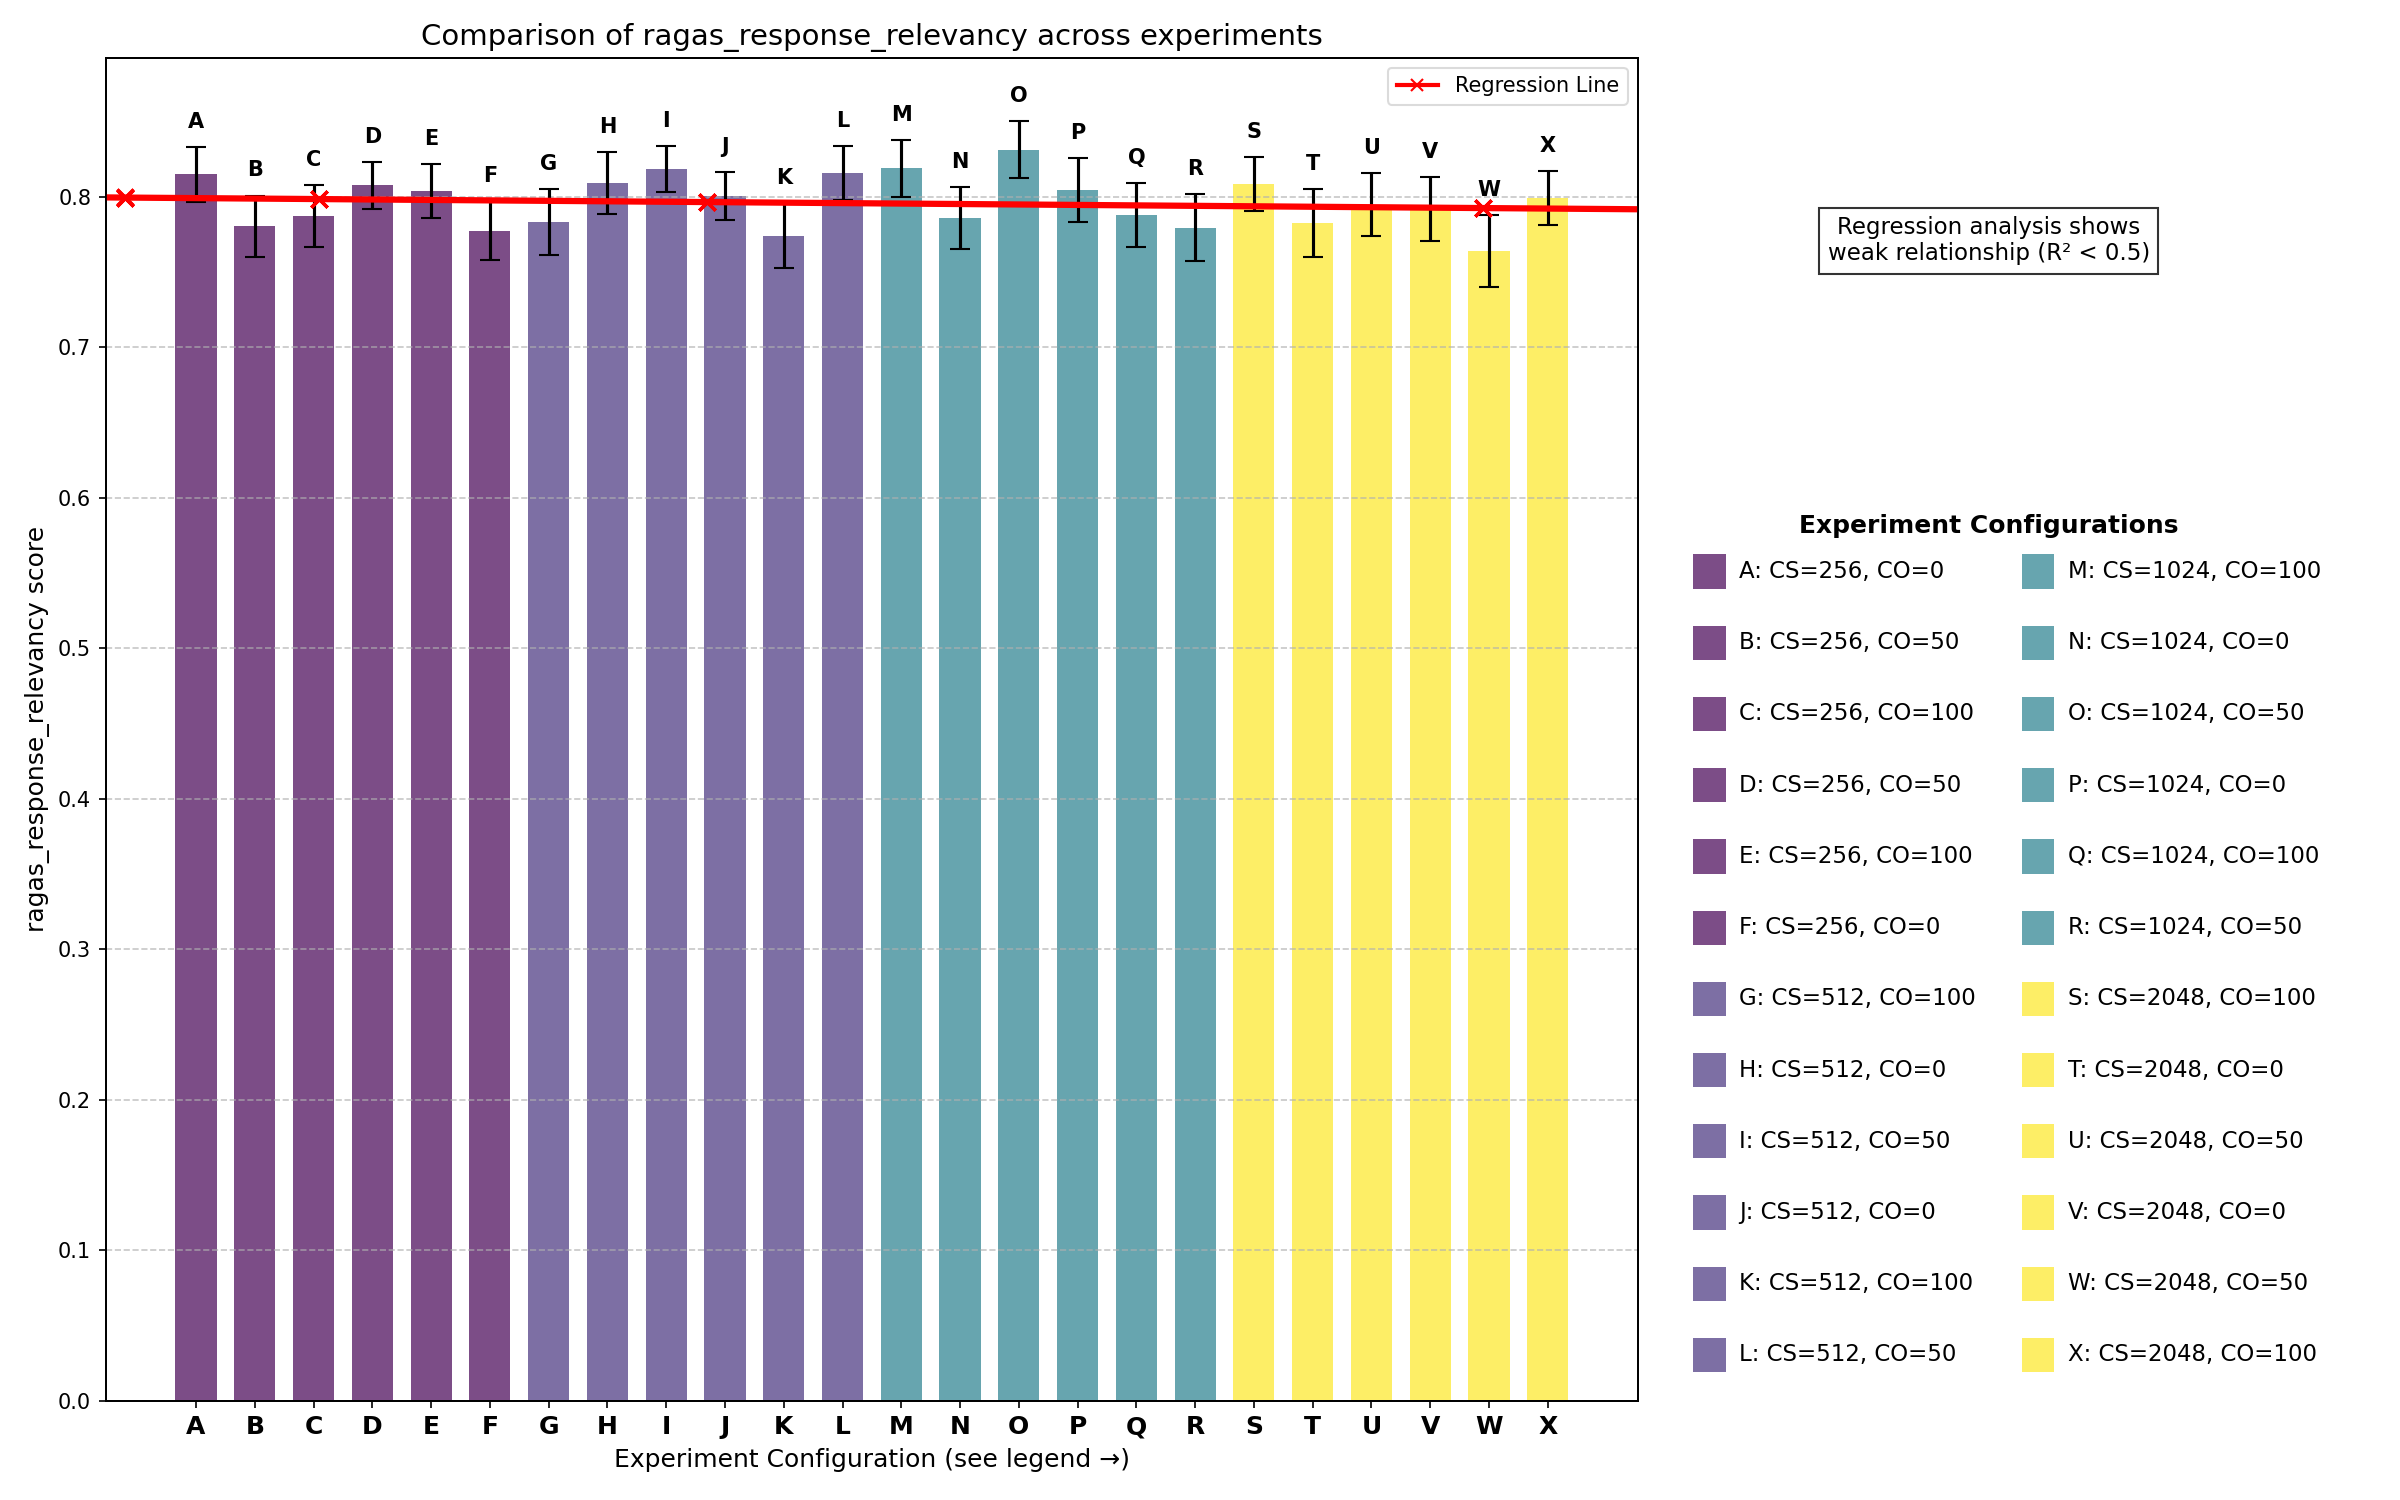 Comparison of ragas_response_relevancy across experiments
Regression Line
A
B
C
D
E
F
G
H
I
J
K
L
M
N
O
P
Q
R
S
T
U
V
W
X
0.8
0.7
0.6
0.5
0.4
0.3
0.2
0.1
0.0
ragas_response_relevancy score
A B C D E F G H I J K L M N O P Q R S T U V W X
Experiment Configuration (see legend →)
Regression analysis shows
weak relationship (R² < 0.5)
Experiment Configurations
A: CS=256, CO=0
B: CS=256, CO=50
C: CS=256, CO=100
D: CS=256, CO=50
E: CS=256, CO=100
F: CS=256, CO=0
G: CS=512, CO=100
H: CS=512, CO=0
I: CS=512, CO=50
J: CS=512, CO=0
K: CS=512, CO=100
L: CS=512, CO=50
M: CS=1024, CO=100
N: CS=1024, CO=0
O: CS=1024, CO=50
P: CS=1024, CO=0
Q: CS=1024, CO=100
R: CS=1024, CO=50
S: CS=2048, CO=100
T: CS=2048, CO=0
U: CS=2048, CO=50
V: CS=2048, CO=0
W: CS=2048, CO=50
X: CS=2048, CO=100